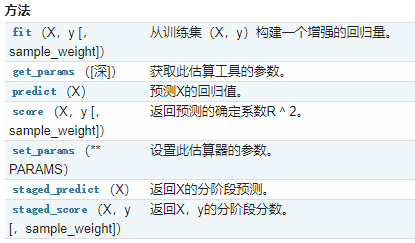 方法
fit（X，y [，sample_weight]） 从训练集（X，y）构建一个增强的回归量。
get_params（[深]） 获取此估算工具的参数。
predict（X） 预测X的回归值。
score（X，y [，sample_weight]） 返回预测的确定系数R ^ 2。
set_params（** PARAMS） 设置此估算器的参数。
staged_predict（X） 返回X的分阶段预测。
staged_score（X，y [，sample_weight]） 返回X，y的分阶段分数。